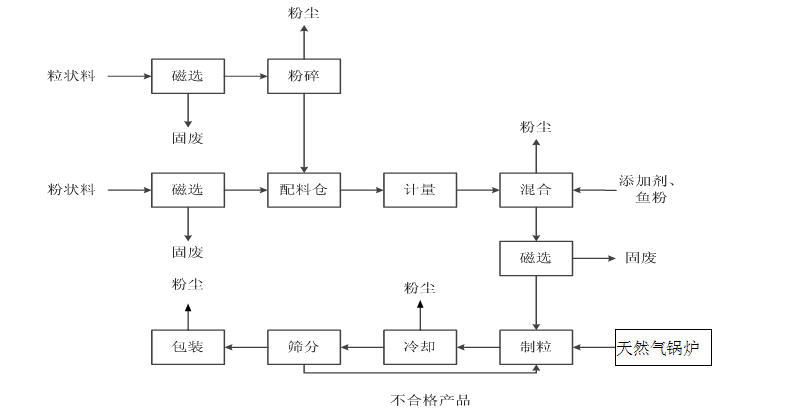 粉尘
粒状料
磁选
粉碎
固废
粉尘
粉状料
磁选
配料仓
计量
混合
添加剂、
鱼粉
固废
磁选
固废
粉尘
粉尘
包装
筛分
冷却
制粒
天然气锅炉
不合格产品